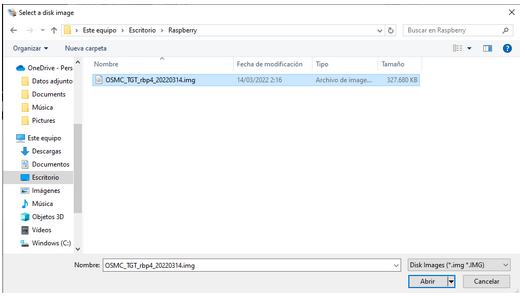 Select a disk image
Este equipo > Escritorio > Raspberry
Buscar en Raspberry
Organizar
Nueva carpeta
OneDrive - Pers
Datos adjunto
Documents
Música
Pictures
Este equipo
Descargas
Documentos
Escritorio
Imágenes
Música
Objetos 3D
Vídeos
Windows (C:)
Nombre Fecha de modificación Tipo Tamaño
OSMC_TGT_rbp4_20220314.img 14/03/2022 2:16 Archivo de image... 327.680 KB
Nombre: OSMC_TGT_rbp4_20220314.img
Disk Images (*.img *.IMG)
Abrir
Cancelar